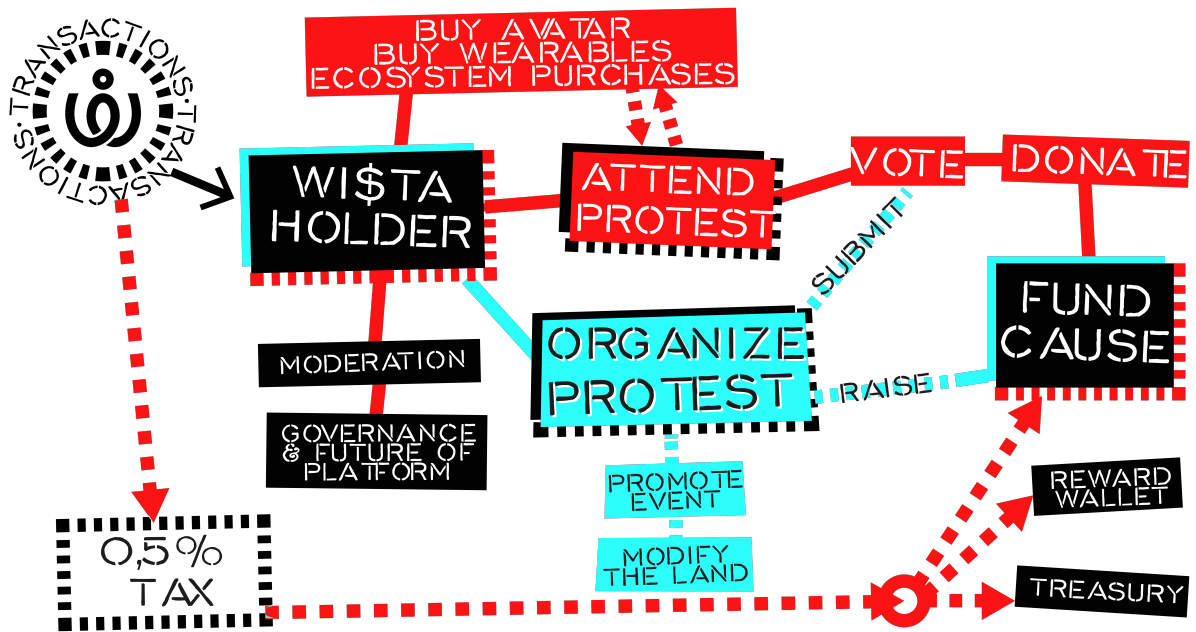 TRANSACTIONS·TRANSACTIONS·TRANSACTIONS·
BUY AVATAR
BUY WEARABLES
ECOSYSTEM PURCHASES
WI$TA
HOLDER
ATTEND
PROTEST
VOTE
DONATE
SUBMIT
FUND
CAUSE
ORGANIZE
PROTEST
RAISE
MODERATION
GOVERNANCE
& FUTURE OF
PLATFORM
PROMOTE
EVENT
MODIFY
THE LAND
REWARD
WALLET
TREASURY
0,5%
TAX